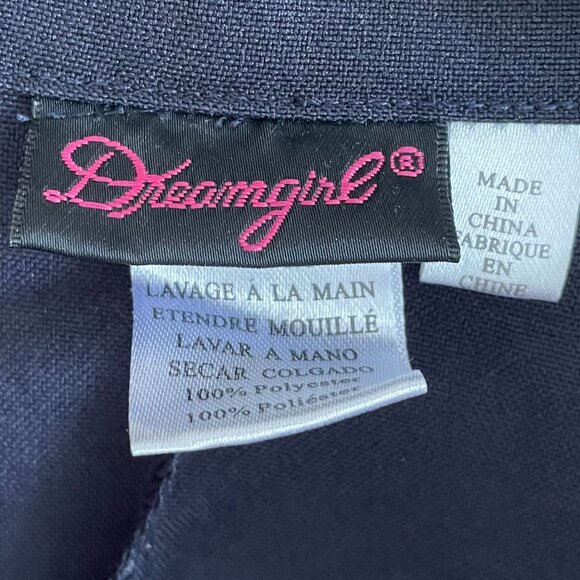 Dreamgirl®
MADE
IN
CHINA
FABRIQUE
EN
CHINE
LAVAGE À LA MAIN
ETENDRE MOUILLÉ
LAVAR A MANO
SECAR COLGADO
100% Polyester
100% Poliéster